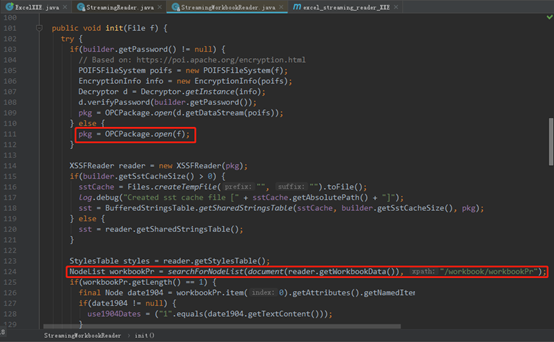 ExcelXXE.java × StreamingReader.java × StreamingWorkbookReader.java × excel_streaming_reader_XXE ×
101 public void init(File f) {
102 try {
103 if(builder.getPassword() != null) {
104 // Based on: https://poi.apache.org/encryption.html
105 POIFSFileSystem poifs = new POIFSFileSystem(f);
106 EncryptionInfo info = new EncryptionInfo(poifs);
107 Decryptor d = Decryptor.getInstance(info);
108 d.verifyPassword(builder.getPassword());
109 pkg = OPCPackage.open(d.getDataStream(poifs));
110 } else {
111 pkg = OPCPackage.open(f);
112 }
XSSFReader reader = new XSSFReader(pkg);
115 if(builder.getSstCacheSize() > 0) {
116 sstCache = Files.createTempFile( prefix: "", suffix: "").toFile();
117 log.debug("Created sst cache file [" + sstCache.getAbsolutePath() + "]");
118 sst = BufferedStringsTable.getSharedStringsTable(sstCache, builder.getSstCacheSize(), pkg);
119 } else {
120 sst = reader.getSharedStringsTable();
121 }
123 StylesTable styles = reader.getStylesTable();
124 NodeList workbookPr = searchForNodeList(document(reader.getWorkbookData()), xpath: "/workbook/workbookPr");
125 if(workbookPr.getLength() == 1) {
126 final Node date1904 = workbookPr.item( index: 0).getAttributes().getNamedItem
127 if(date1904 != null) {
128 use1904Dates = ("1".equals(date1904.getTextContent()));
129 }
StreamingWorkbookReader › init()